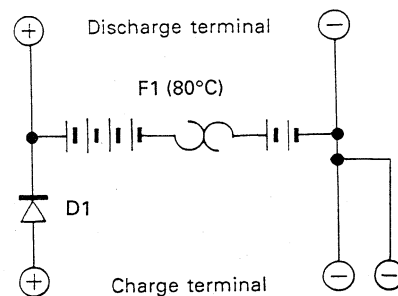 + Discharge terminal −
F1 (80°C)
D1
+ Charge terminal − −